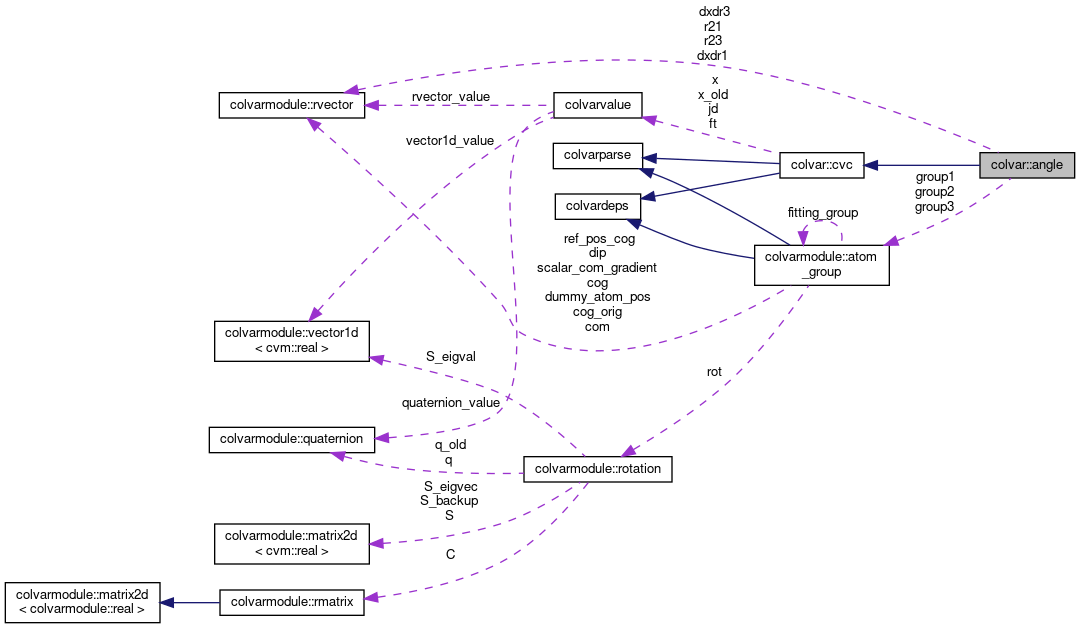 dxdr3
r21
r23
dxdr1
colvarmodule::rvector
rvector_value
colvarvalue
x
x_old
jd
ft
vector1d_value
colvarparse
colvar::cvc
colvar::angle
group1
group2
group3
colvardeps
fitting_group
ref_pos_cog
dip
scalar_com_gradient
cog
dummy_atom_pos
cog_orig
com
colvarmodule::atom
_group
colvarmodule::vector1d
< cvm::real >
S_eigval
rot
quaternion_value
colvarmodule::quaternion
q_old
q
colvarmodule::rotation
S_eigvec
S_backup
S
colvarmodule::matrix2d
< cvm::real >
C
colvarmodule::matrix2d
< colvarmodule::real >
colvarmodule::rmatrix